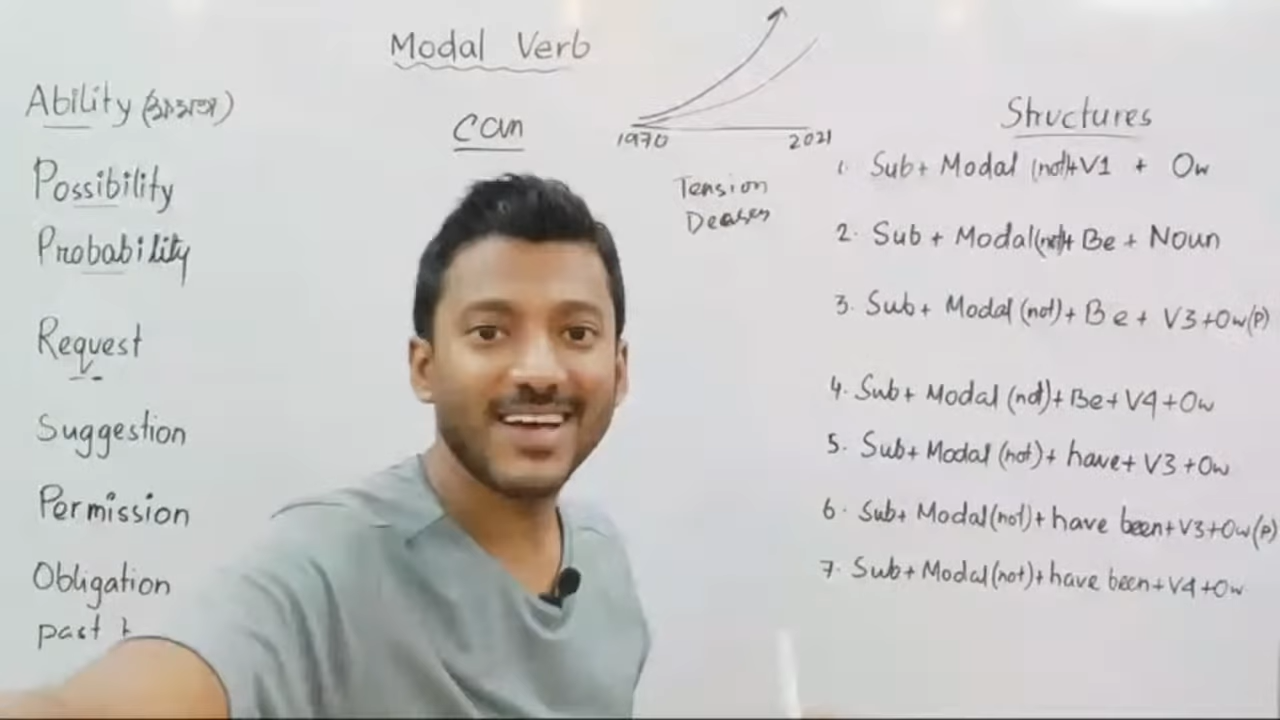 Modal Verb
Can
1970 2021
Tension
Ability
Possibility
Probability
Request
Suggestion
Permission
Obligation
past
Structures
1. Sub+ Modal (not)+V1 + Ow
2. Sub + Modal(not)+ Be + Noun
3. Sub+ Modal (not)+ Be + V3+Ow(P)
4. Sub+ Modal (not)+Be+V4+Ow
5. Sub+ Modal (not)+ have+ V3 +Ow
6. Sub+ Modal(not)+have been+V3+Ow(P)
7. Sub+Modal(not)+have been+V4+Ow